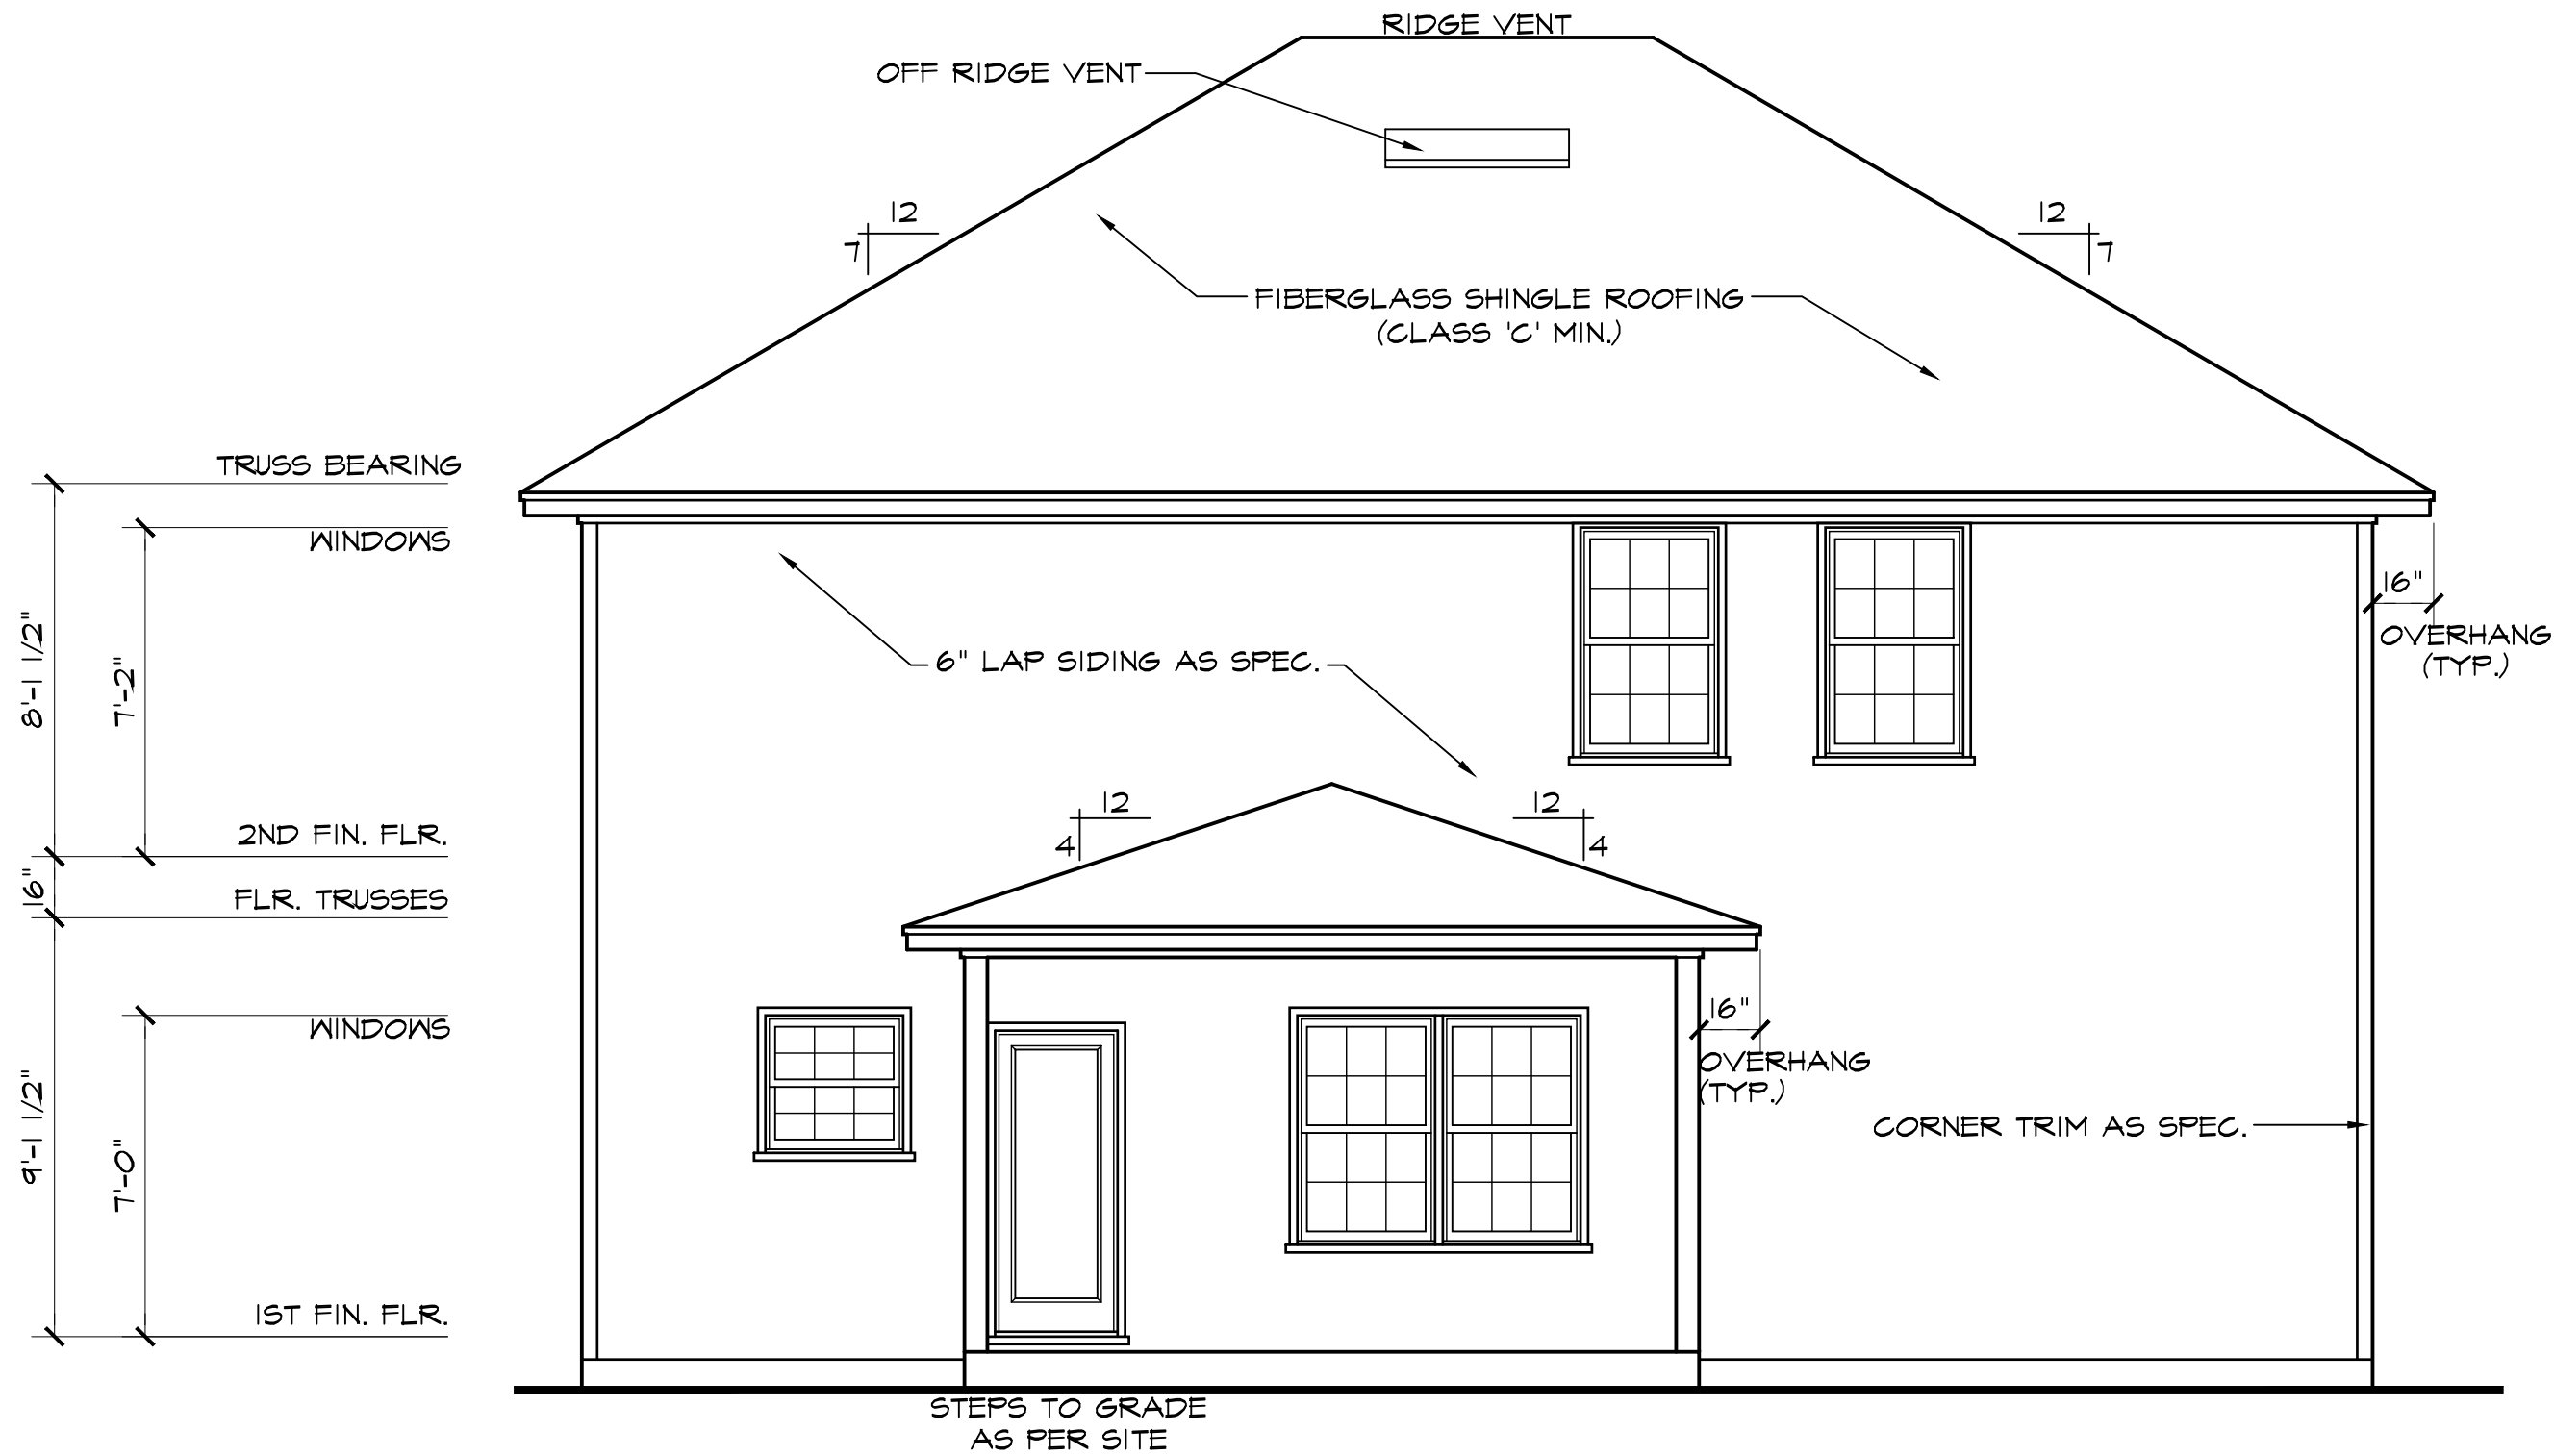 RIDGE VENT
OFF RIDGE VENT
12
7
12
7
FIBERGLASS SHINGLE ROOFING
(CLASS 'C' MIN.)
TRUSS BEARING
WINDOWS
8'-1 1/2"
7'-2"
16"
OVERHANG
(TYP.)
6" LAP SIDING AS SPEC.
12
4
12
4
2ND FIN. FLR.
16"
FLR. TRUSSES
WINDOWS
9'-1 1/2"
7'-0"
16"
OVERHANG
(TYP.)
CORNER TRIM AS SPEC.
1ST FIN. FLR.
STEPS TO GRADE
AS PER SITE